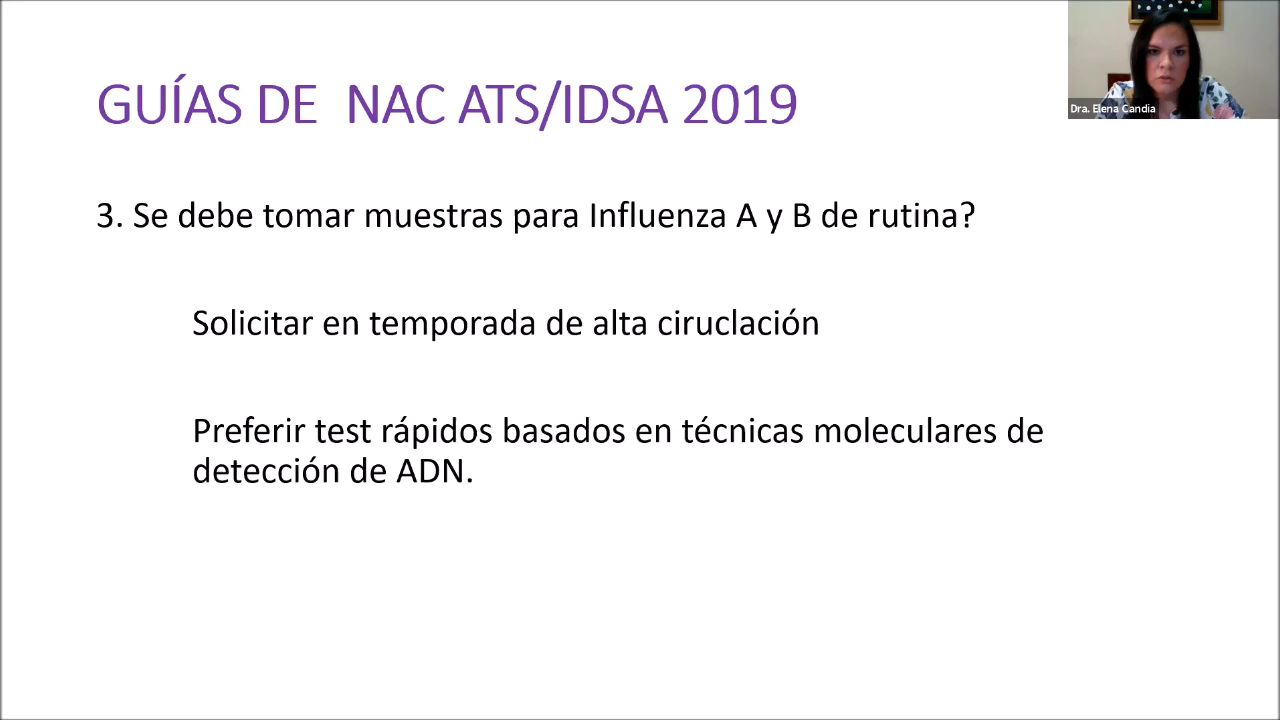 GUÍAS DE NAC ATS/IDSA 2019
Dra. Elena Candia
3. Se debe tomar muestras para Influenza A y B de rutina?
Solicitar en temporada de alta ciruclación
Preferir test rápidos basados en técnicas moleculares de
detección de ADN.